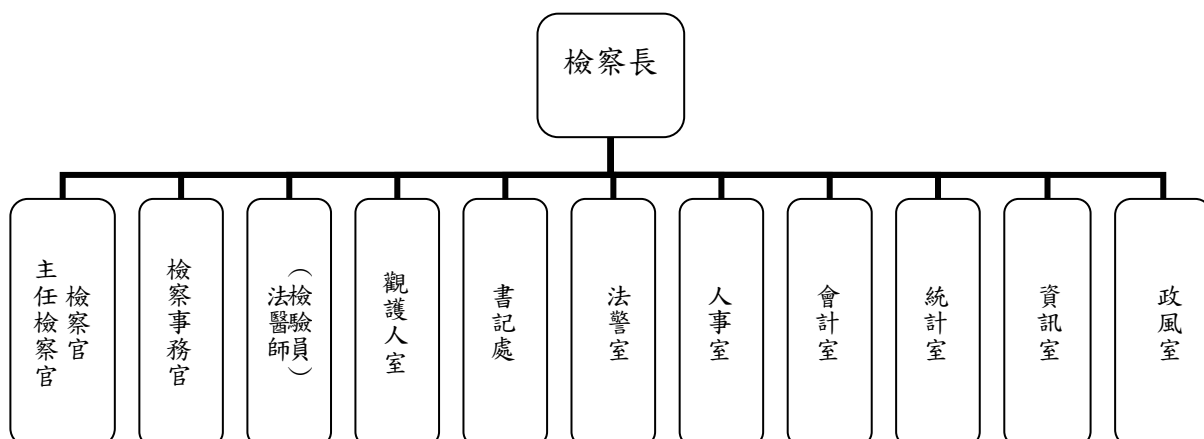 檢察長
主任檢察官
檢察官
檢察事務官
法醫師
（檢驗員）
觀護人室
書記處
法警室
人事室
會計室
統計室
資訊室
政風室